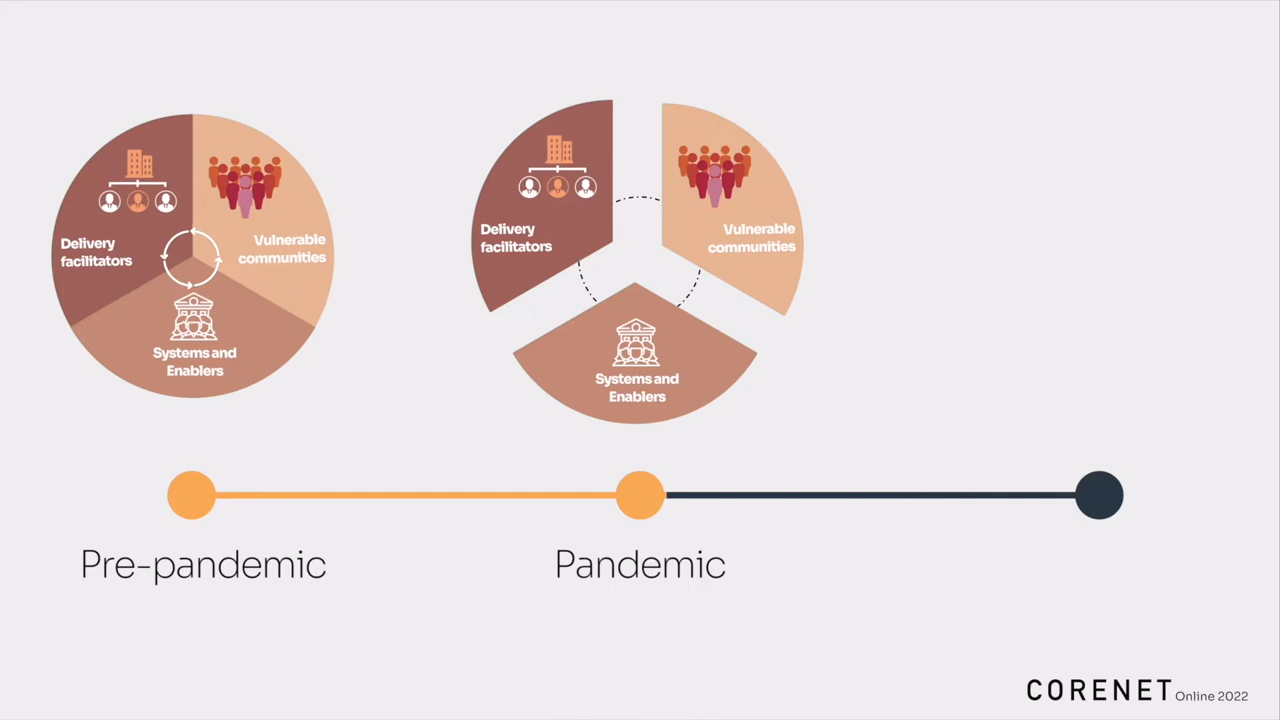 Delivery
facilitators
Vulnerable
communities
Systems and
Enablers
Delivery
facilitators
Vulnerable
communities
Systems and
Enablers
Pre-pandemic
Pandemic
CORENET Online 2022